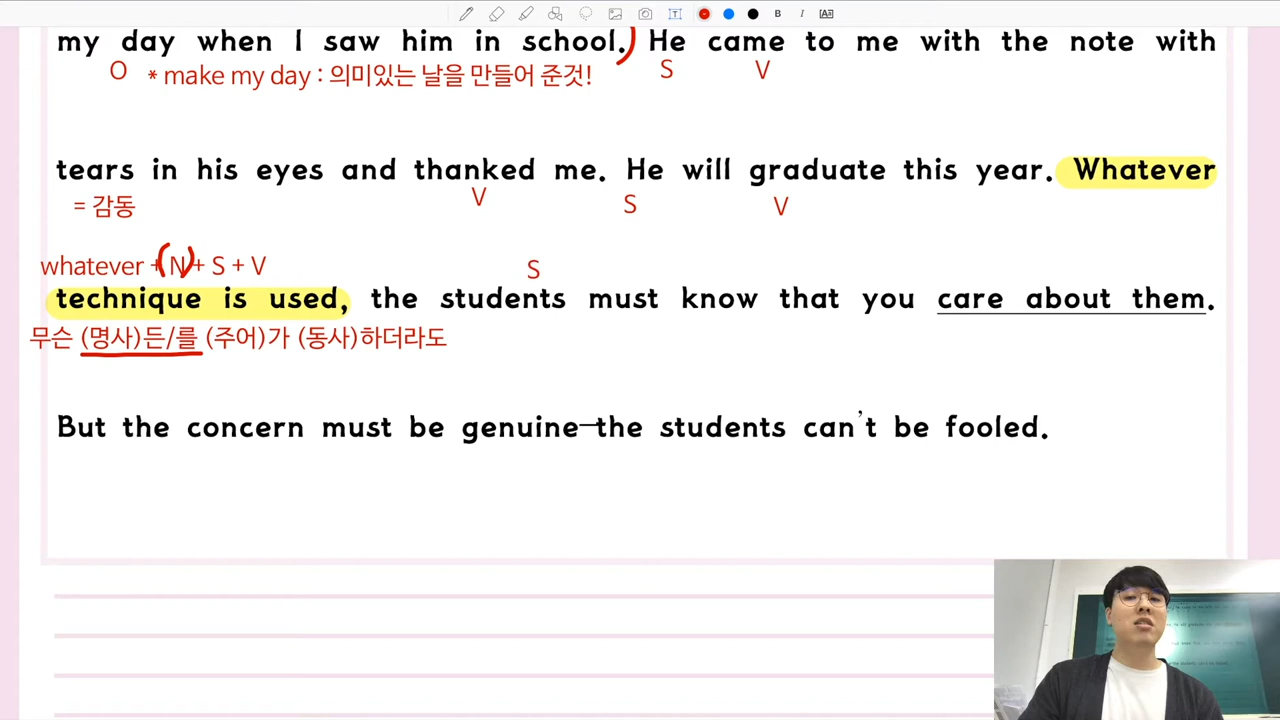 my day when I saw him in school.) He came to me with the note with
O * make my day : 의미있는 날을 만들어 준것! S V
tears in his eyes and thanked me. He will graduate this year. Whatever
= 감동 V S V
whatever + (N) + S + V S
technique is used, the students must know that you care about them.
무슨 (명사)든/를 (주어)가 (동사)하더라도
But the concern must be genuine—the students can't be fooled.